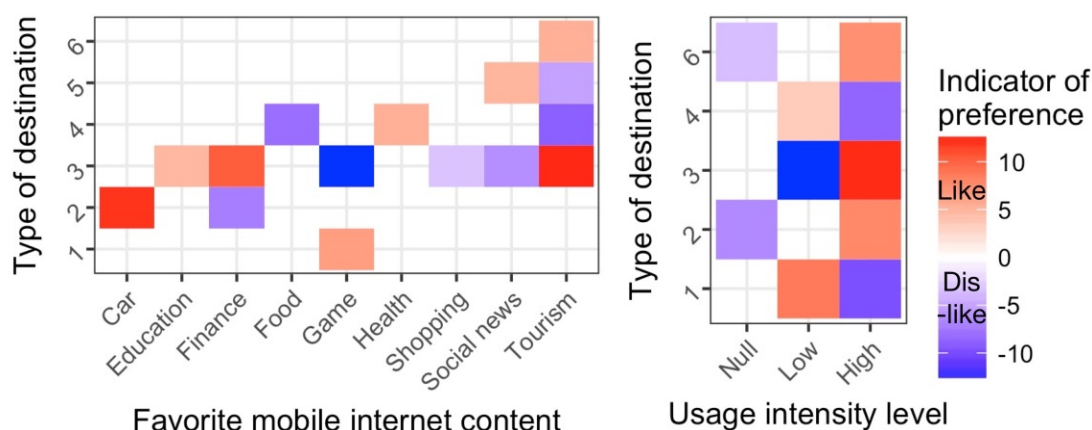 Type of destination
6
5
4
3
2
1
Car
Education
Finance
Food
Game
Health
Shopping
Social news
Tourism
Favorite mobile internet content
Type of destination
6
4
3
2
1
Null
Low
High
Usage intensity level
Indicator of
preference
10
Like
5
0
Dis
-like
-5
-10